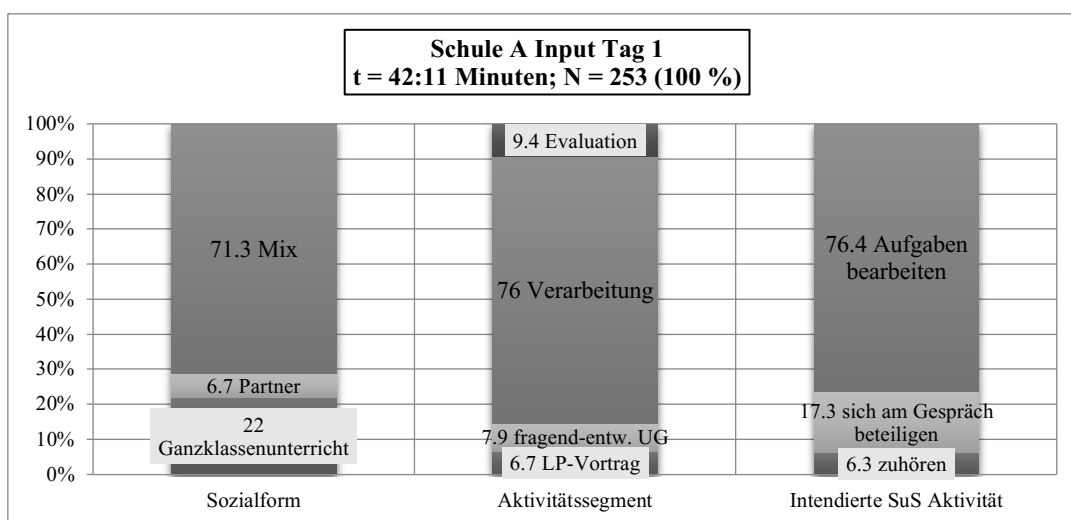 Schule A Input Tag 1
t = 42:11 Minuten; N = 253 (100 %)
100%
90%
80%
70%
60%
50%
40%
30%
20%
10%
0%
71.3 Mix
6.7 Partner
22
Ganzklassenunterricht
9.4 Evaluation
76 Verarbeitung
7.9 fragend-entw. UG
6.7 LP-Vortrag
76.4 Aufgaben
bearbeiten
17.3 sich am Gespräch
beteiligen
6.3 zuhören
Sozialform
Aktivitätssegment
Intendierte SuS Aktivität